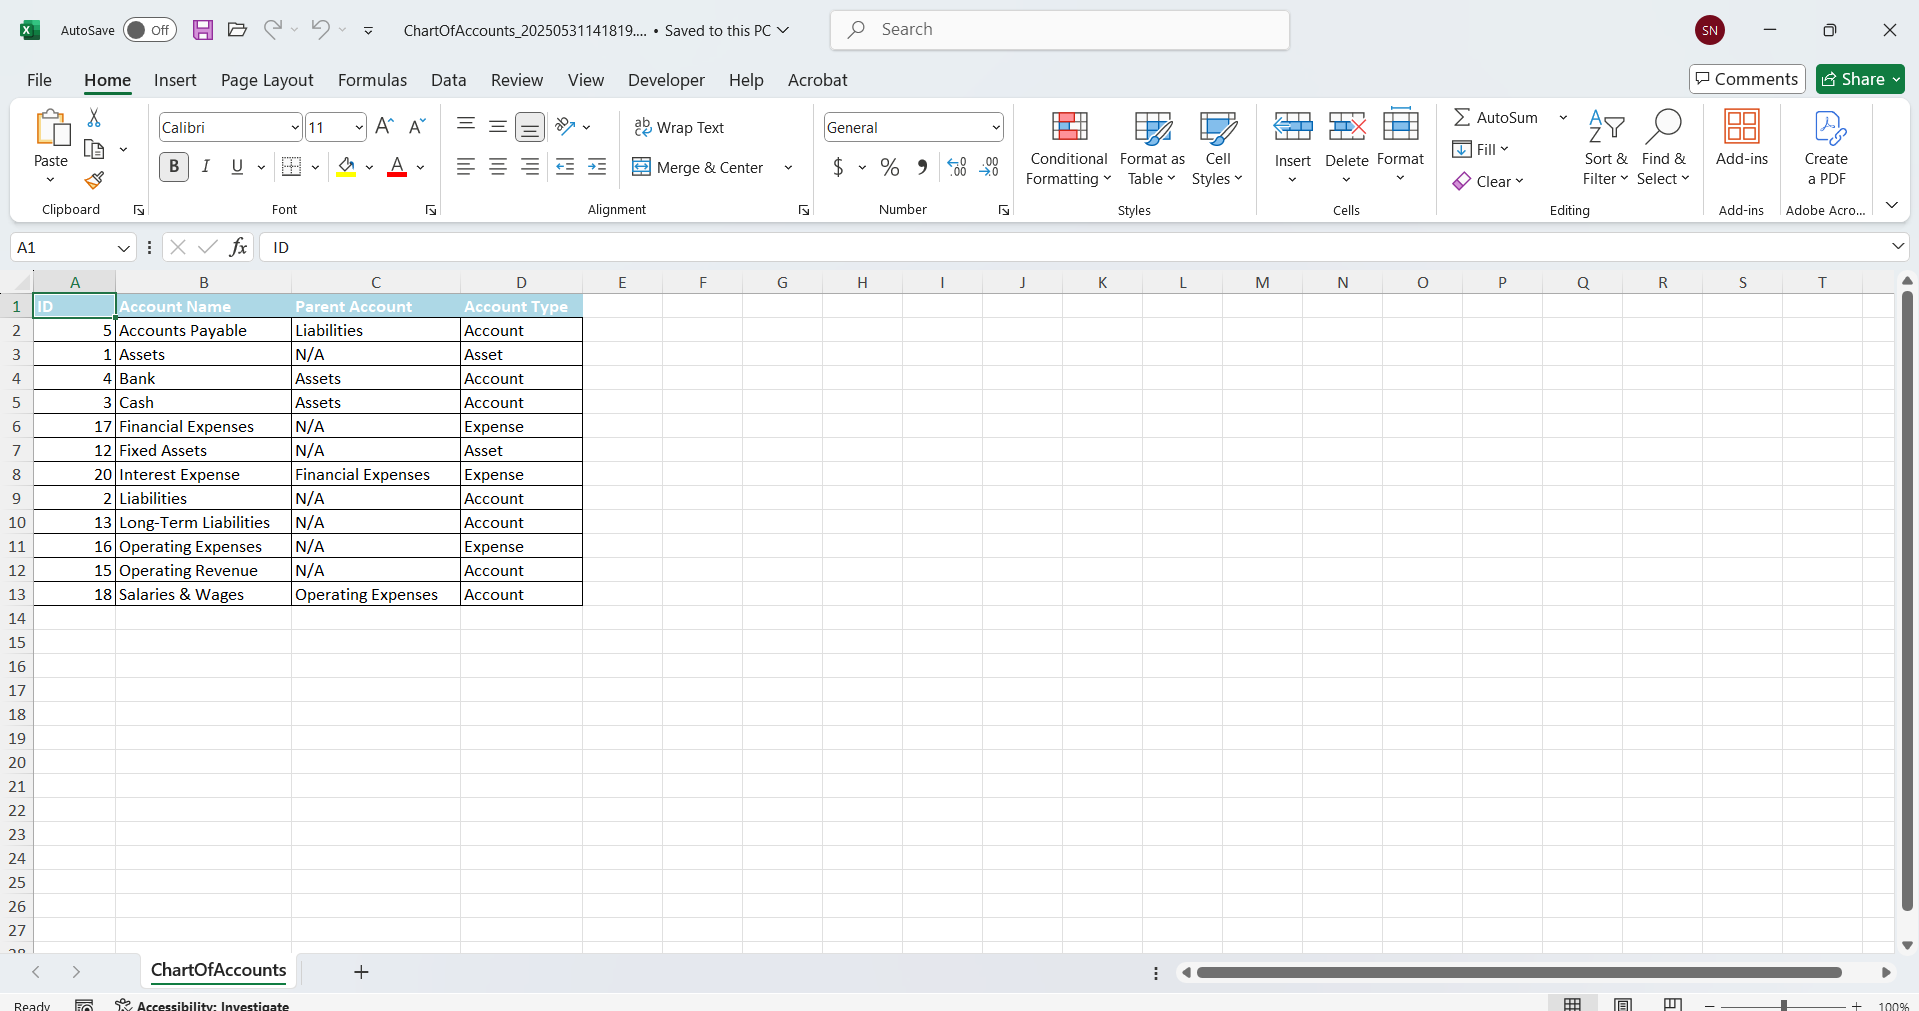 AutoSave Off ChartOfAccounts_20250531141819.... • Saved to this PC Search SN
File Home Insert Page Layout Formulas Data Review View Developer Help Acrobat Comments Share
Paste Calibri 11 Wrap Text General Conditional Formatting Format as Table Cell Styles Insert Delete Format AutoSum Fill Clear Sort & Filter Find & Select Add-ins Create a PDF
B I U A Merge & Center $ % 
Clipboard Font Alignment Number Styles Cells Editing Add-ins Adobe Acro...
A1 fx ID
A B C D E F G H I J K L M N O P Q R S T
1 ID Account Name Parent Account Account Type
2 5 Accounts Payable Liabilities Account
3 1 Assets N/A Asset
4 4 Bank Assets Account
5 3 Cash Assets Account
6 17 Financial Expenses N/A Expense
7 12 Fixed Assets N/A Asset
8 20 Interest Expense Financial Expenses Expense
9 2 Liabilities N/A Account
10 13 Long-Term Liabilities N/A Account
11 16 Operating Expenses N/A Expense
12 15 Operating Revenue N/A Account
13 18 Salaries & Wages Operating Expenses Account
14
15
16
17
18
19
20
21
22
23
24
25
26
27
28
ChartOfAccounts
Ready Accessibility: Investigate 100%